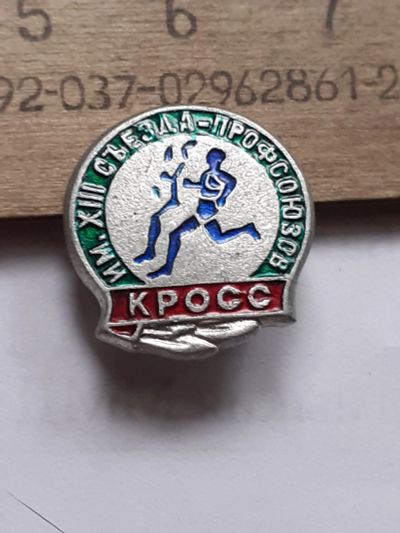 5 6 7
92-037-02962861-2
ИМ. XIII СЪЕЗДА-ПРОФСОЮЗОВ
КРОСС